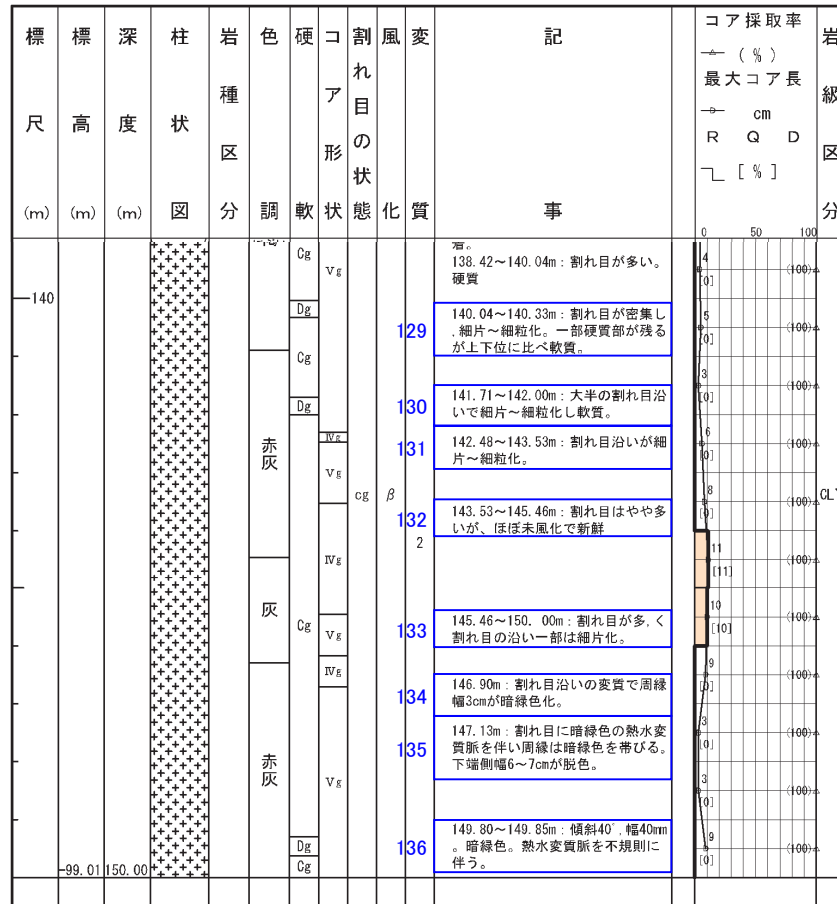 標尺(m)
標高(m)
深度(m)
柱状図
岩種区分
色調
硬軟
コア形状
割れ目の状態
風化
変質
記事
コア採取率
(%)
最大コア長
cm
R Q D
[%]
岩級区分
0 50 100
着。
138.42~140.04m:割れ目が多い。
硬質
129
140.04~140.33m:割れ目が密集し
,細片~細粒化。一部硬質部が残る
が上下位に比べ軟質。
130
141.71~142.00m:大半の割れ目沿
いで細片~細粒化し軟質。
131
142.48~143.53m:割れ目沿いが細
片~細粒化。
132
143.53~145.46m:割れ目はやや多
いが、ほぼ未風化で新鮮
133
145.46~150.00m:割れ目が多,く
割れ目の沿い一部は細片化。
134
146.90m:割れ目沿いの変質で周縁
幅3cmが暗緑色化。
135
147.13m:割れ目に暗緑色の熱水変
質脈を伴い周縁は暗緑色を帯びる。
下端側幅6~7cmが脱色。
136
149.80~149.85m:傾斜40°,幅40mm
。暗緑色。熱水変質脈を不規則に
伴う。
140
-99.01
150.00
赤灰
灰
赤灰
Cg
Dg
Cg
Dg
Cg
Dg
Cg
Vg
Ⅳg
Vg
Ⅳg
Vg
Ⅳg
Vg
cg
β
2
4
[0]
(100)
5
[0]
(100)
3
[0]
(100)
6
[0]
(100)
8
[0]
(100)
11
[11]
(100)
10
[10]
(100)
9
[0]
(100)
3
[0]
(100)
3
[0]
(100)
9
[0]
(100)